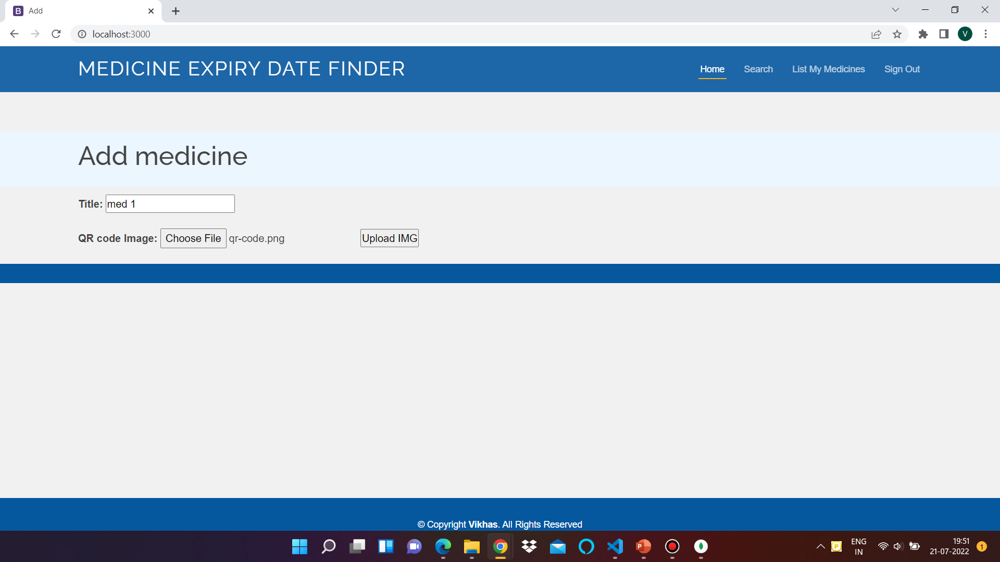 Add
localhost:3000
V
MEDICINE EXPIRY DATE FINDER
Home Search List My Medicines Sign Out
Add medicine
Title: med 1
QR code Image: Choose File qr-code.png Upload IMG
© Copyright Vikhas. All Rights Reserved
ENG
IN
19:51
21-07-2022
1